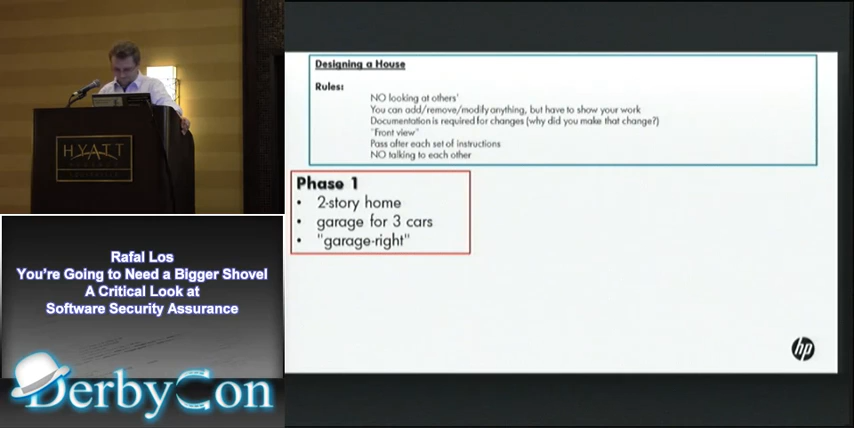 HYATT
Rafal Los
You're Going to Need a Bigger Shovel
A Critical Look at
Software Security Assurance
DerbyCon
Designing a House
Rules:
NO looking at others'
You can add/remove/modify anything, but have to show your work
Documentation is required for changes (why did you make that change?)
"Front view"
Pass after each set of instructions
NO talking to each other
Phase 1
• 2-story home
• garage for 3 cars
• "garage-right"
hp